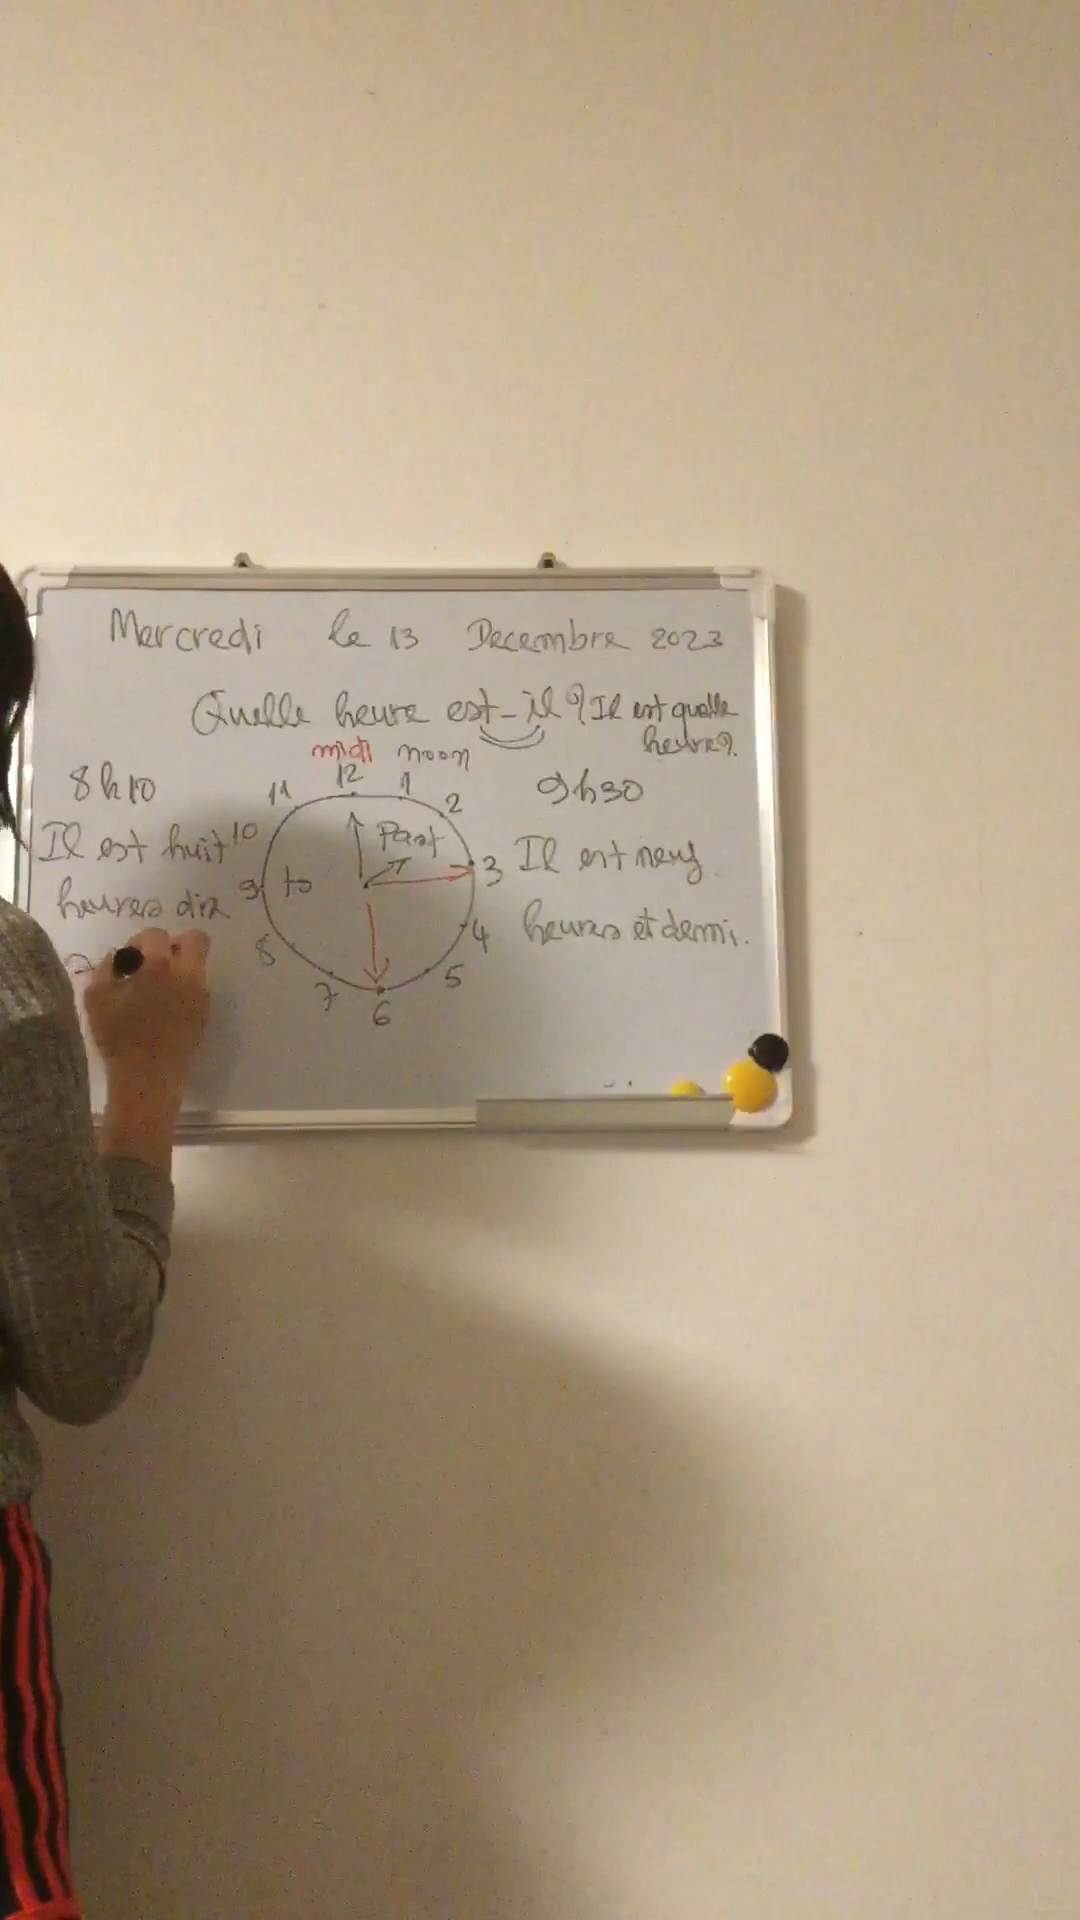 Mercredi le 13 Decembre 2023
Quelle heure est-il? Il est quelle
heure?
midi noon
8h10
9h30
12
11
1
2
10
Past
Il est huit
heures dix
9
to
3
Il est neuf
heures et demi.
8
4
7
5
6